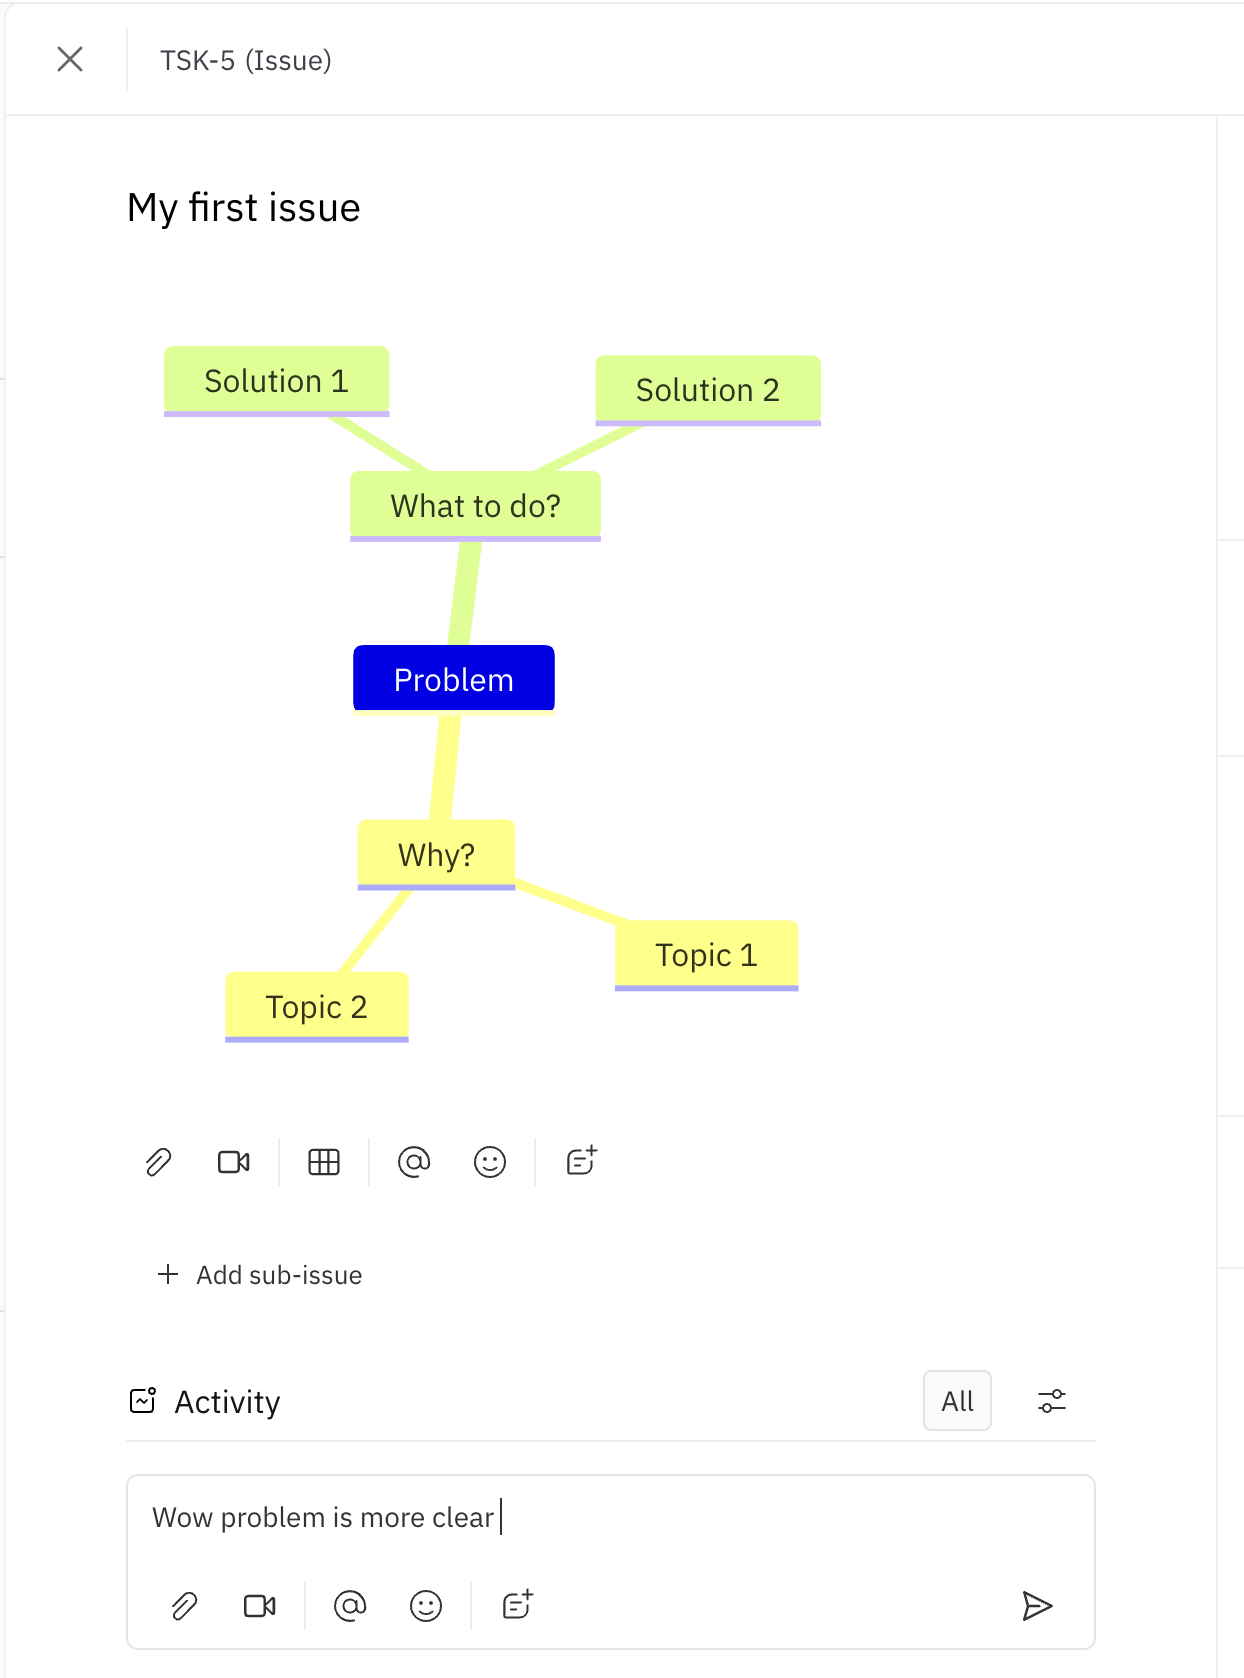 TSK-5 (Issue)
My first issue
Solution 1
Solution 2
What to do?
Problem
Why?
Topic 1
Topic 2
Add sub-issue
Activity
All
Wow problem is more clear